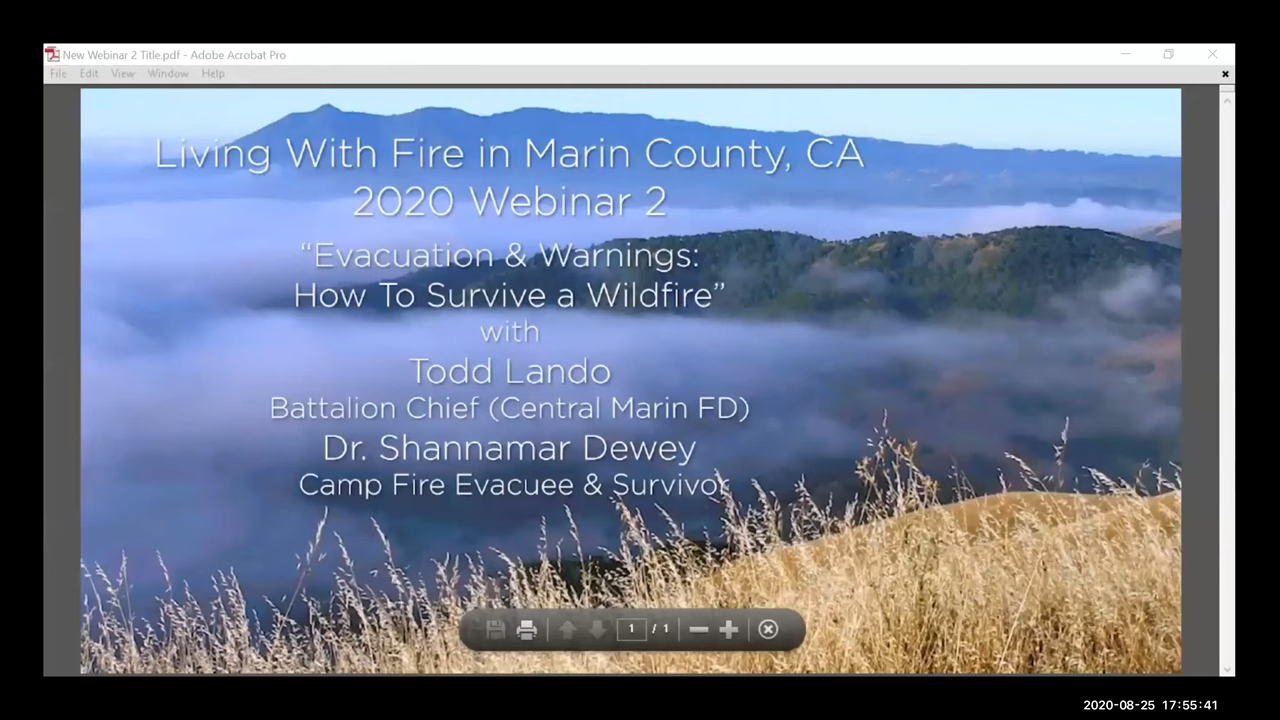 New Webinar 2 Title.pdf - Adobe Acrobat Pro
File Edit View Window Help
Living With Fire in Marin County, CA
2020 Webinar 2
“Evacuation & Warnings:
How To Survive a Wildfire”
with
Todd Lando
Battalion Chief (Central Marin FD)
Dr. Shannamar Dewey
Camp Fire Evacuee & Survivor
1 / 1
2020-08-25 17:55:41